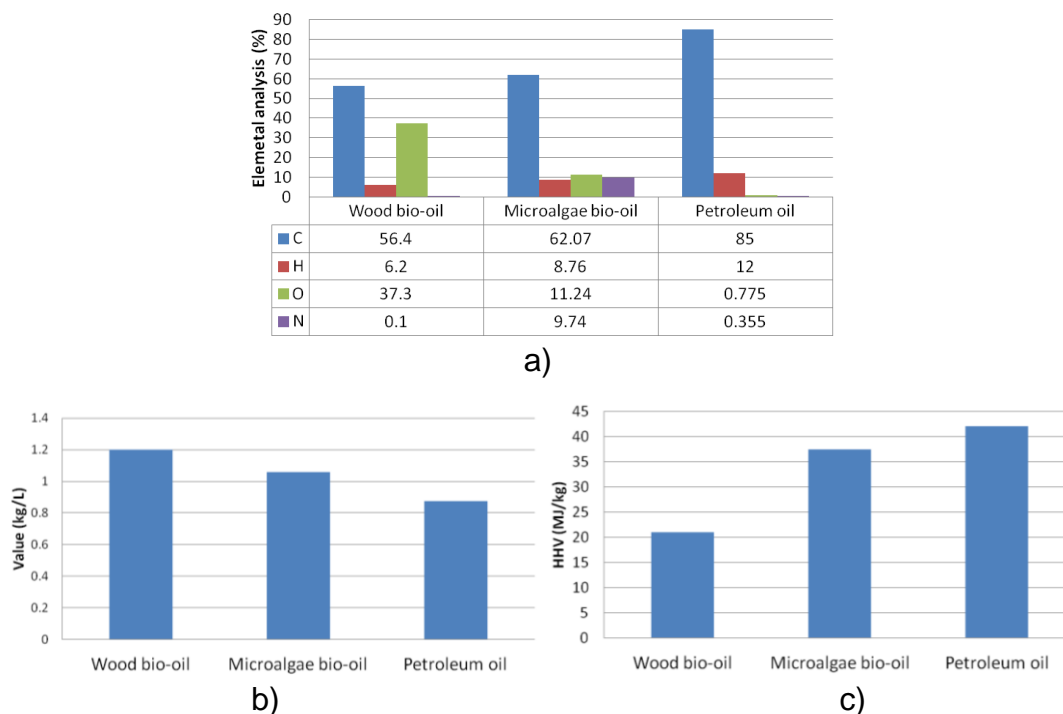 Elemetal analysis (%)
90
80
70
60
50
40
30
20
10
0
Wood bio-oil Microalgae bio-oil Petroleum oil
C 56.4 62.07 85
H 6.2 8.76 12
O 37.3 11.24 0.775
N 0.1 9.74 0.355
a)
Value (kg/L)
1.4
1.2
1
0.8
0.6
0.4
0.2
0
Wood bio-oil Microalgae bio-oil Petroleum oil
b)
HHV (MJ/kg)
45
40
35
30
25
20
15
10
5
0
Wood bio-oil Microalgae bio-oil Petroleum oil
c)